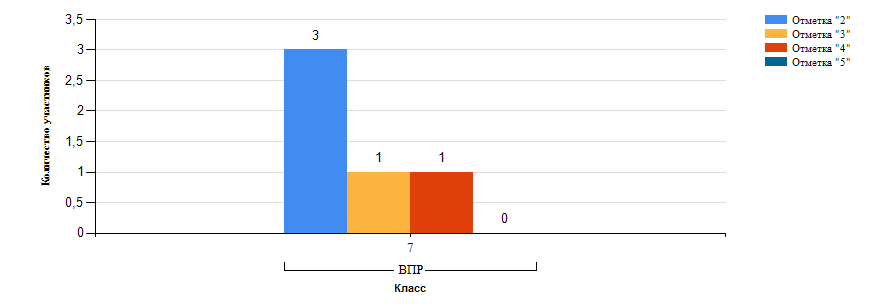 3,5
3
2,5
2
1,5
1
0,5
0
Количество участников
3
1
1
0
7
ВПР
Класс
Отметка "2"
Отметка "3"
Отметка "4"
Отметка "5"